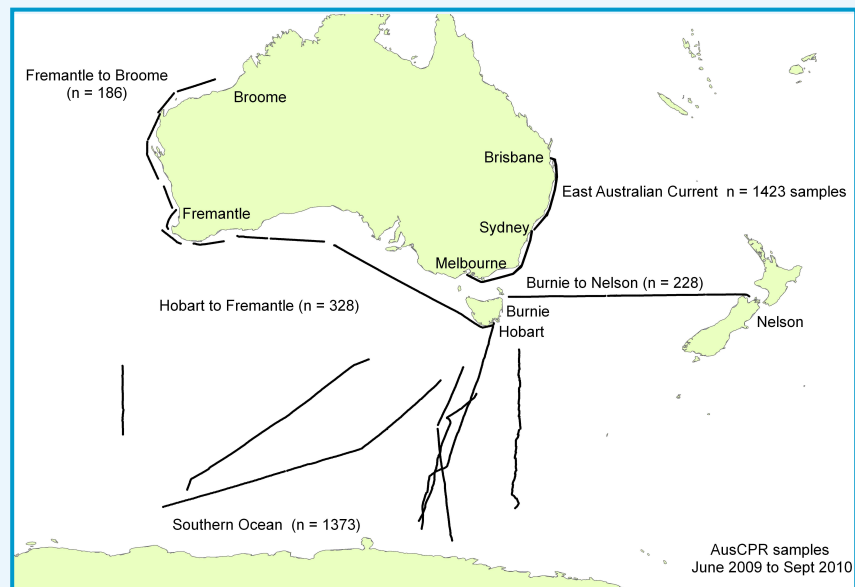 Fremantle to Broome
(n = 186)
Broome
Brisbane
East Australian Current  n = 1423 samples
Fremantle
Sydney
Melbourne
Burnie to Nelson (n = 228)
Hobart to Fremantle (n = 328)
Burnie
Nelson
Hobart
Southern Ocean  (n = 1373)
AusCPR samples
June 2009 to Sept 2010